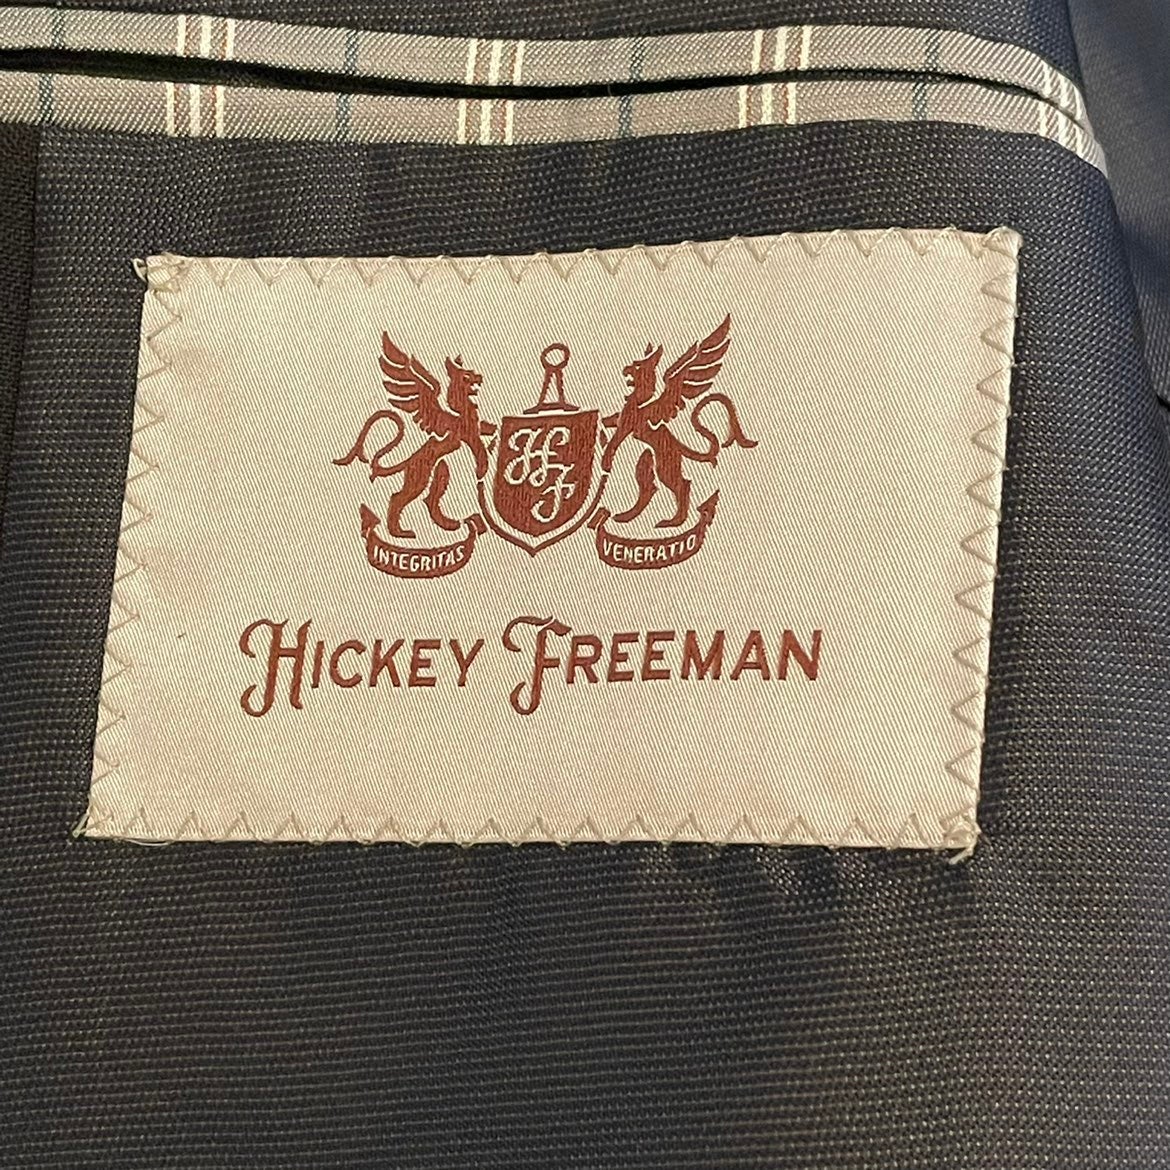 HF
INTEGRITAS
VENERATIO
HICKEY FREEMAN